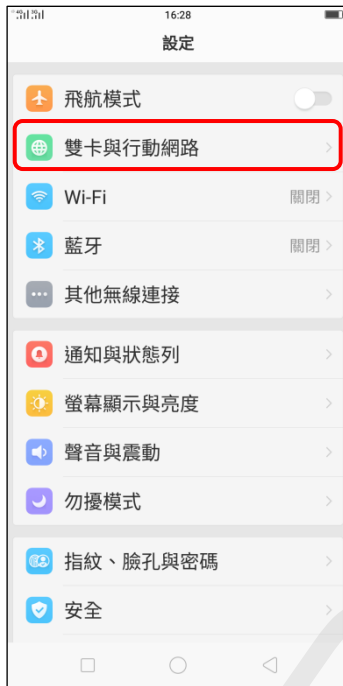 4G 3G 16:28
設定
飛航模式
雙卡與行動網路
Wi-Fi 關閉
藍牙 關閉
其他無線連接
通知與狀態列
螢幕顯示與亮度
聲音與震動
勿擾模式
指紋、臉孔與密碼
安全